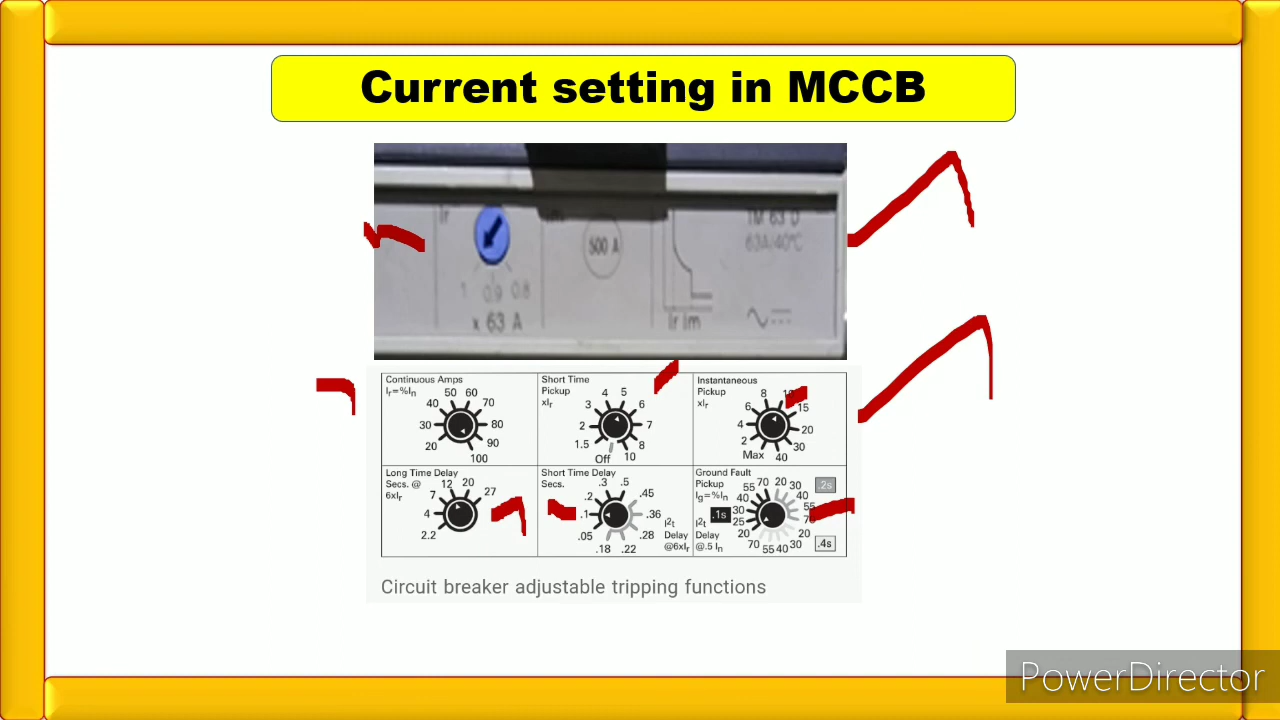 Current setting in MCCB
Ir
Im
TM 63 D
500 A
63A/40°C
1 0.9 0.8
x 63 A
Ir Im
Continuous Amps
Ir=%In
20 30 40 50 60 70 80 90 100
Short Time
Pickup
xIr
Off 1.5 2 3 4 5 6 7 8 10
Instantaneous
Pickup
xIr
2 4 6 8 10 15 20 30 40 Max
Long Time Delay
Secs. @
6xIr
2.2 4 7 12 20 27
Short Time Delay
Secs.
.05 .1 .2 .3 .5 .45 .36 .28 .22 .18
I2t
Delay
@6xIr
Ground Fault
Pickup
Ig=%In
.1s
I2t
Delay
@.5 In
20 25 30 40 55 70 20 30 40 55
20 30 40 55 70
.2s
.4s
Circuit breaker adjustable tripping functions
PowerDirector